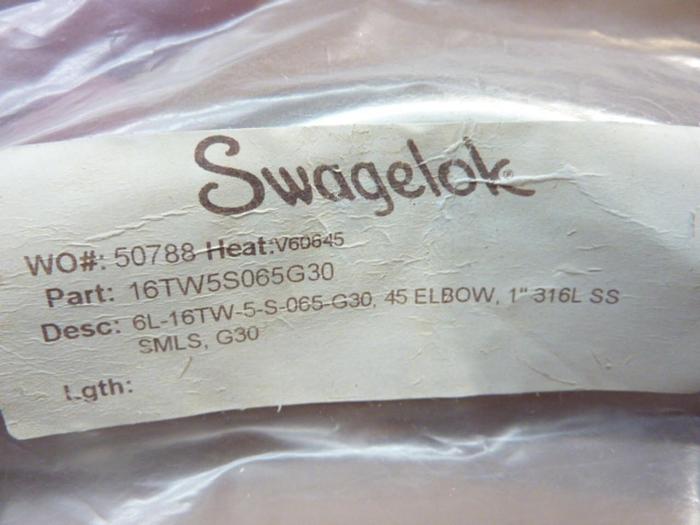 Swagelok®
WO#: 50788 Heat:V60645
Part: 16TW5S065G30
Desc: 6L-16TW-5-S-065-G30, 45 ELBOW, 1" 316L SS
SMLS, G30
Lgth: